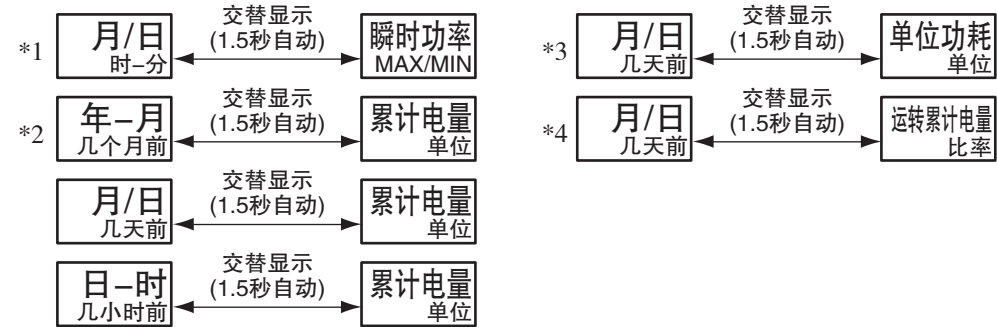 *1
月/日
时–分
交替显示
(1.5秒自动)
瞬时功率
MAX/MIN
*2
年–月
几个月前
交替显示
(1.5秒自动)
累计电量
单位
月/日
几天前
交替显示
(1.5秒自动)
累计电量
单位
日–时
几小时前
交替显示
(1.5秒自动)
累计电量
单位
*3
月/日
几天前
交替显示
(1.5秒自动)
单位功耗
单位
*4
月/日
几天前
交替显示
(1.5秒自动)
运转累计电量
比率